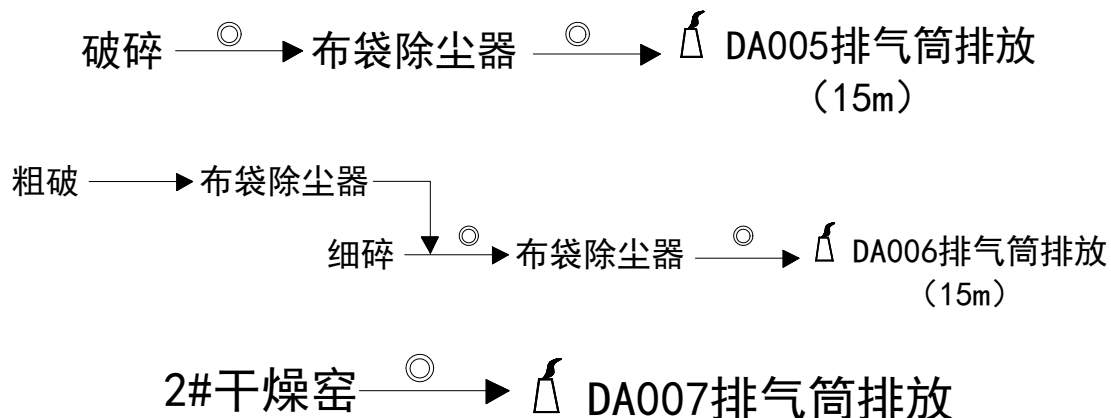 破碎 布袋除尘器 DA005排气筒排放
（15m）
粗破 布袋除尘器
细碎 布袋除尘器 DA006排气筒排放
（15m）
2#干燥窑 DA007排气筒排放